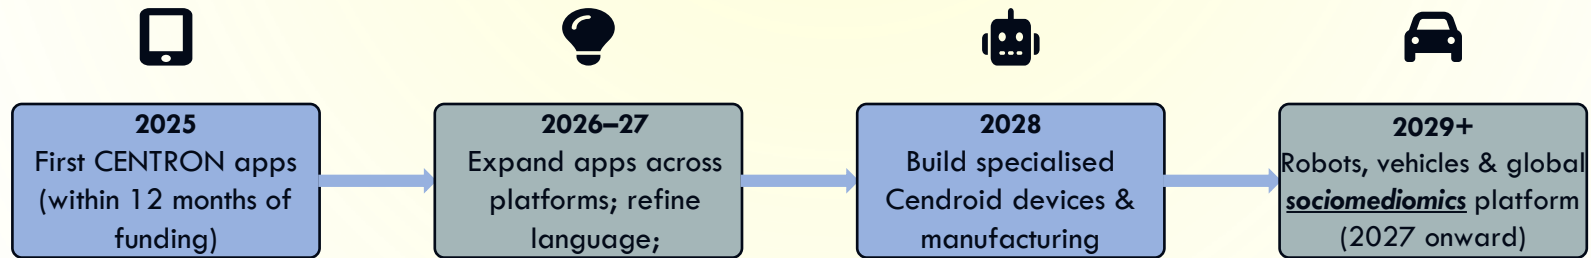 2025
First CENTRON apps
(within 12 months of
funding)
2026–27
Expand apps across
platforms; refine
language;
2028
Build specialised
Cendroid devices &
manufacturing
2029+
Robots, vehicles & global
sociomediomics platform
(2027 onward)